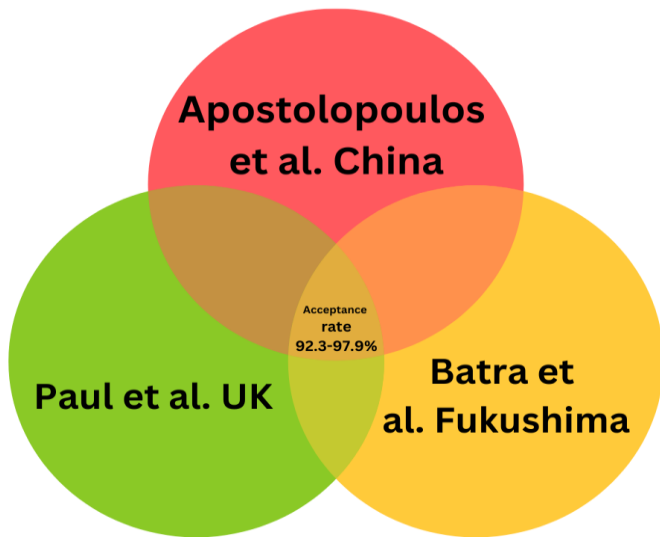 Apostolopoulos
et al. China
Acceptance
rate
92.3-97.9%
Paul et al. UK
Batra et
al. Fukushima